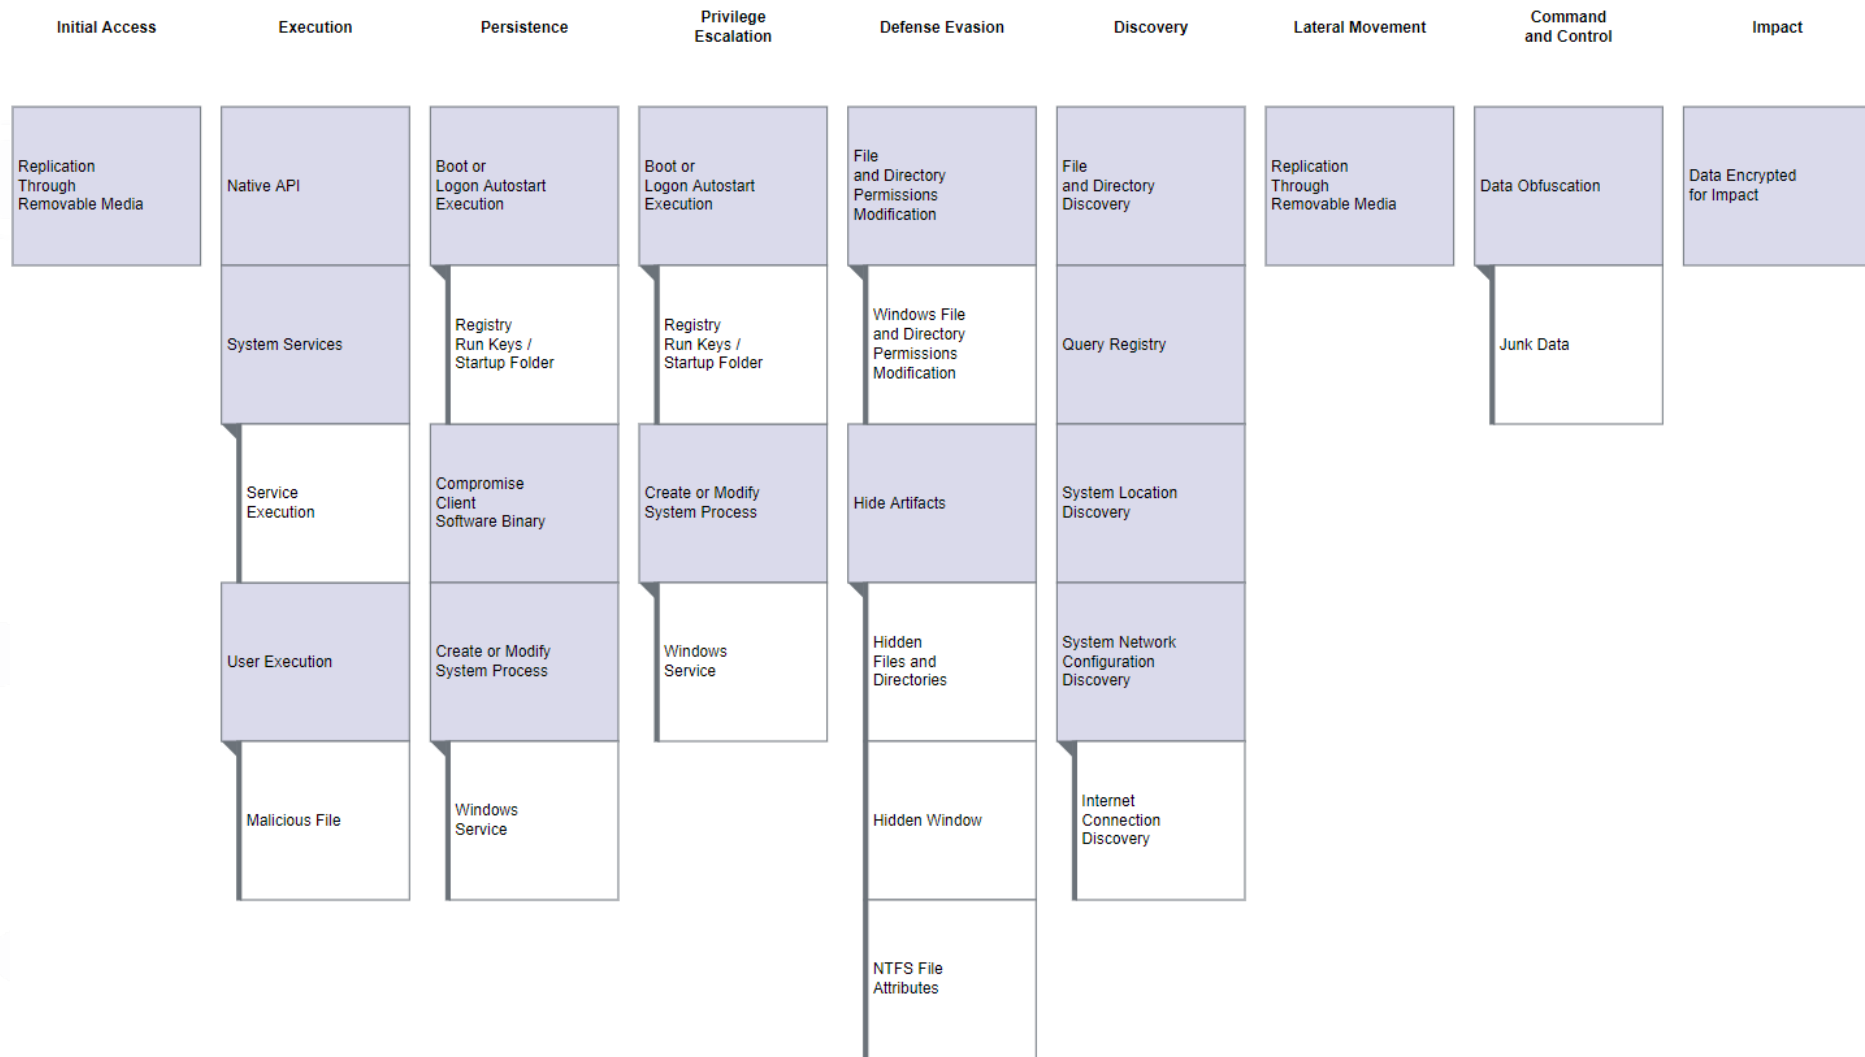 Initial Access
Execution
Persistence
Privilege
Escalation
Defense Evasion
Discovery
Lateral Movement
Command
and Control
Impact
Replication
Through
Removable Media
Native API
System Services
Service
Execution
User Execution
Malicious File
Boot or
Logon Autostart
Execution
Registry
Run Keys /
Startup Folder
Compromise
Client
Software Binary
Create or Modify
System Process
Windows
Service
Boot or
Logon Autostart
Execution
Registry
Run Keys /
Startup Folder
Create or Modify
System Process
Windows
Service
File
and Directory
Permissions
Modification
Windows File
and Directory
Permissions
Modification
Hide Artifacts
Hidden
Files and
Directories
Hidden Window
NTFS File
Attributes
File
and Directory
Discovery
Query Registry
System Location
Discovery
System Network
Configuration
Discovery
Internet
Connection
Discovery
Replication
Through
Removable Media
Data Obfuscation
Junk Data
Data Encrypted
for Impact